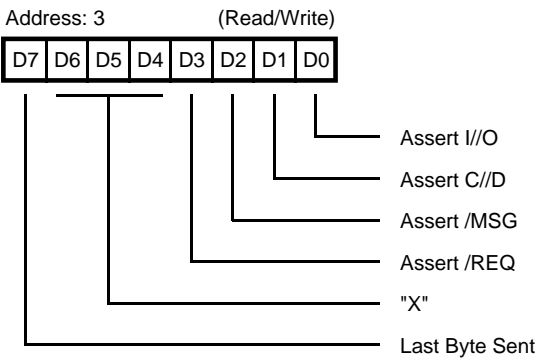 Address: 3 (Read/Write)
D7 D6 D5 D4 D3 D2 D1 D0
Assert I//O
Assert C//D
Assert /MSG
Assert /REQ
"X"
Last Byte Sent